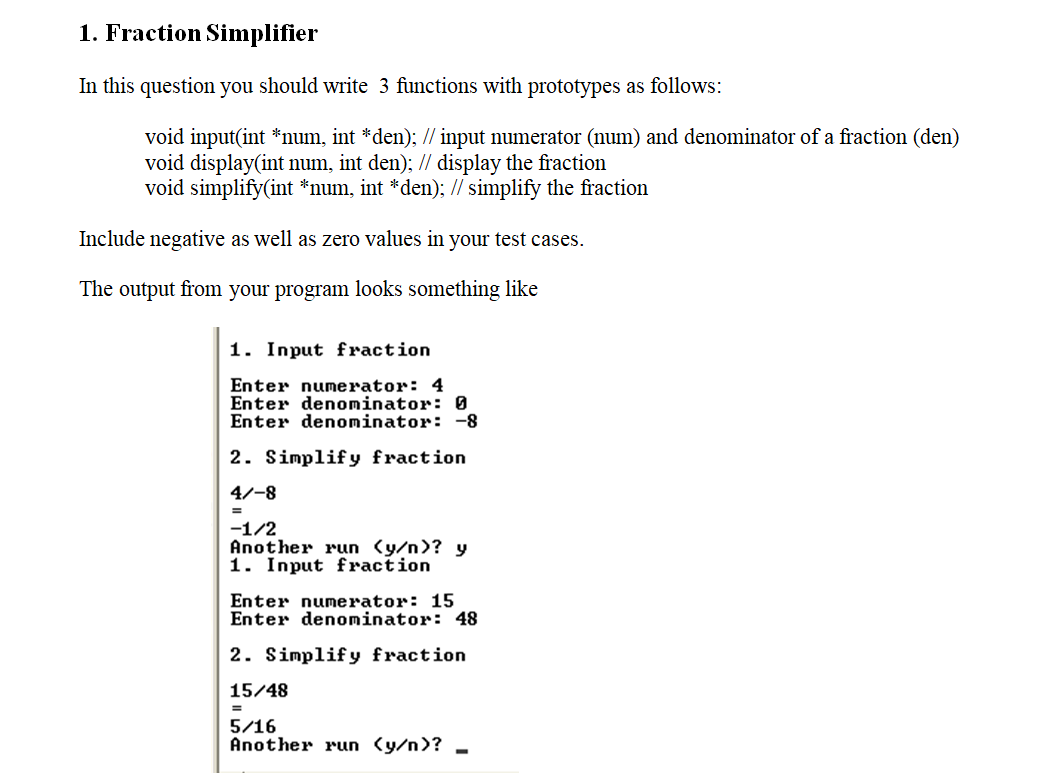 1. Fraction Simplifier
In this question you should write  3 functions with prototypes as follows:
void input(int *num, int *den); // input numerator (num) and denominator of a fraction (den)
void display(int num, int den); // display the fraction
void simplify(int *num, int *den); // simplify the fraction
Include negative as well as zero values in your test cases.
The output from your program looks something like
1. Input fraction
Enter numerator: 4
Enter denominator: 0
Enter denominator: -8
2. Simplify fraction
4/-8
=
-1/2
Another run (y/n)? y
1. Input fraction
Enter numerator: 15
Enter denominator: 48
2. Simplify fraction
15/48
=
5/16
Another run (y/n)? _